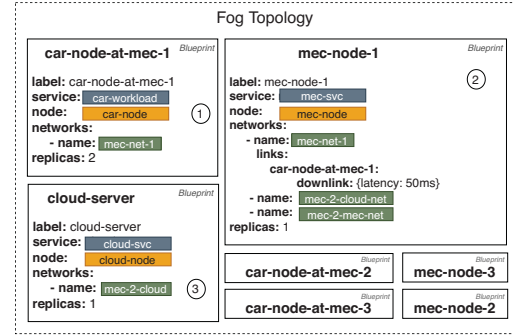 Fog Topology
car-node-at-mec-1 Blueprint
label: car-node-at-mec-1
service: car-workload
node: car-node 1
networks:
- name: mec-net-1
replicas: 2
cloud-server Blueprint
label: cloud-server
service: cloud-svc
node: cloud-node
networks:
- name: mec-2-cloud 3
replicas: 1
mec-node-1 Blueprint
label: mec-node-1 2
service: mec-svc
node: mec-node
networks:
- name: mec-net-1
links:
car-node-at-mec-1:
downlink: {latency: 50ms}
- name: mec-2-cloud-net
- name: mec-2-mec-net
replicas: 1
Blueprint
car-node-at-mec-2
Blueprint
mec-node-3
Blueprint
car-node-at-mec-3
Blueprint
mec-node-2